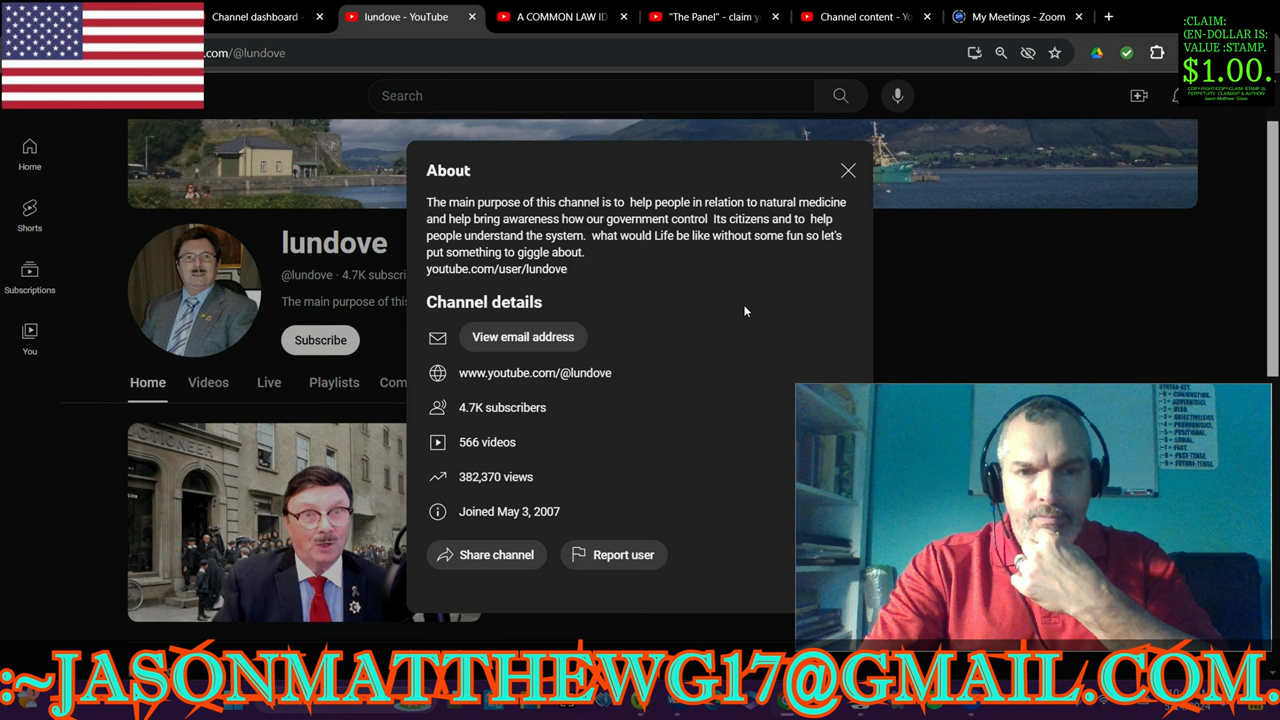 Channel dashboard
lundove - YouTube
A COMMON LAW ID
"The Panel" - claim y
Channel content - Yo
My Meetings - Zoom
.com/@lundove
:CLAIM:
VALUE :STAMP.
$1.00.
Search
Home
Shorts
Subscriptions
You
lundove
@lundove · 4.7K subscri
The main purpose of this
Subscribe
Home
Videos
Live
Playlists
Com
About
The main purpose of this channel is to help people in relation to natural medicine
and help bring awareness how our government control Its citizens and to help
people understand the system. what would Life be like without some fun so let's
put something to giggle about.
youtube.com/user/lundove
Channel details
View email address
www.youtube.com/@lundove
4.7K subscribers
566 videos
382,370 views
Joined May 3, 2007
Share channel
Report user
CTIONEER
:~JASONMATTHEWG17@GMAIL.COM.